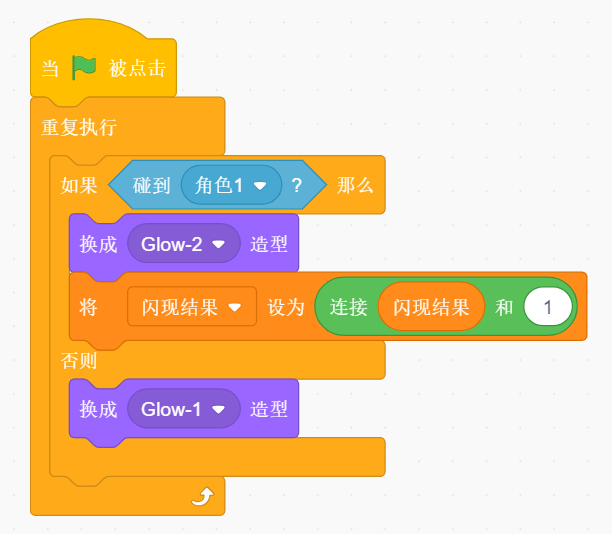 当 被点击
重复执行
如果 碰到 角色1 ? 那么
换成 Glow-2 造型
将 闪现结果 设为 连接 闪现结果 和 1
否则
换成 Glow-1 造型